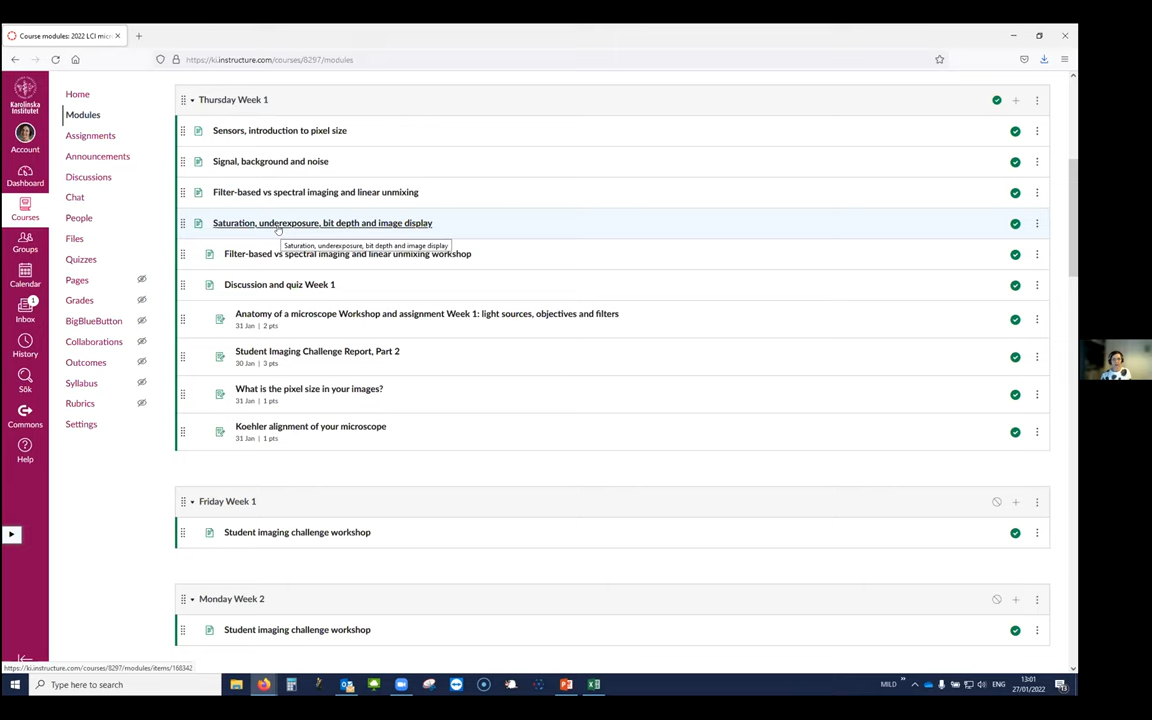 Course modules: 2022 LCI micr
https://ki.instructure.com/courses/8297/modules
Karolinska
Institutet
Account
Dashboard
Courses
Groups
Calendar
1
Inbox
History
Sök
Commons
Help
Home
Modules
Assignments
Announcements
Discussions
Chat
People
Files
Quizzes
Pages
Grades
BigBlueButton
Collaborations
Outcomes
Syllabus
Rubrics
Settings
Thursday Week 1
Sensors, introduction to pixel size
Signal, background and noise
Filter-based vs spectral imaging and linear unmixing
Saturation, underexposure, bit depth and image display
Saturation, underexposure, bit depth and image display
Filter-based vs spectral imaging and linear unmixing workshop
Discussion and quiz Week 1
Anatomy of a microscope Workshop and assignment Week 1: light sources, objectives and filters
31 Jan | 2 pts
Student Imaging Challenge Report, Part 2
30 Jan | 3 pts
What is the pixel size in your images?
31 Jan | 1 pts
Koehler alignment of your microscope
31 Jan | 1 pts
Friday Week 1
Student imaging challenge workshop
Monday Week 2
Student imaging challenge workshop
https://ki.instructure.com/courses/8297/modules/items/168342
Type here to search
MILD
ENG
13:01
27/01/2022